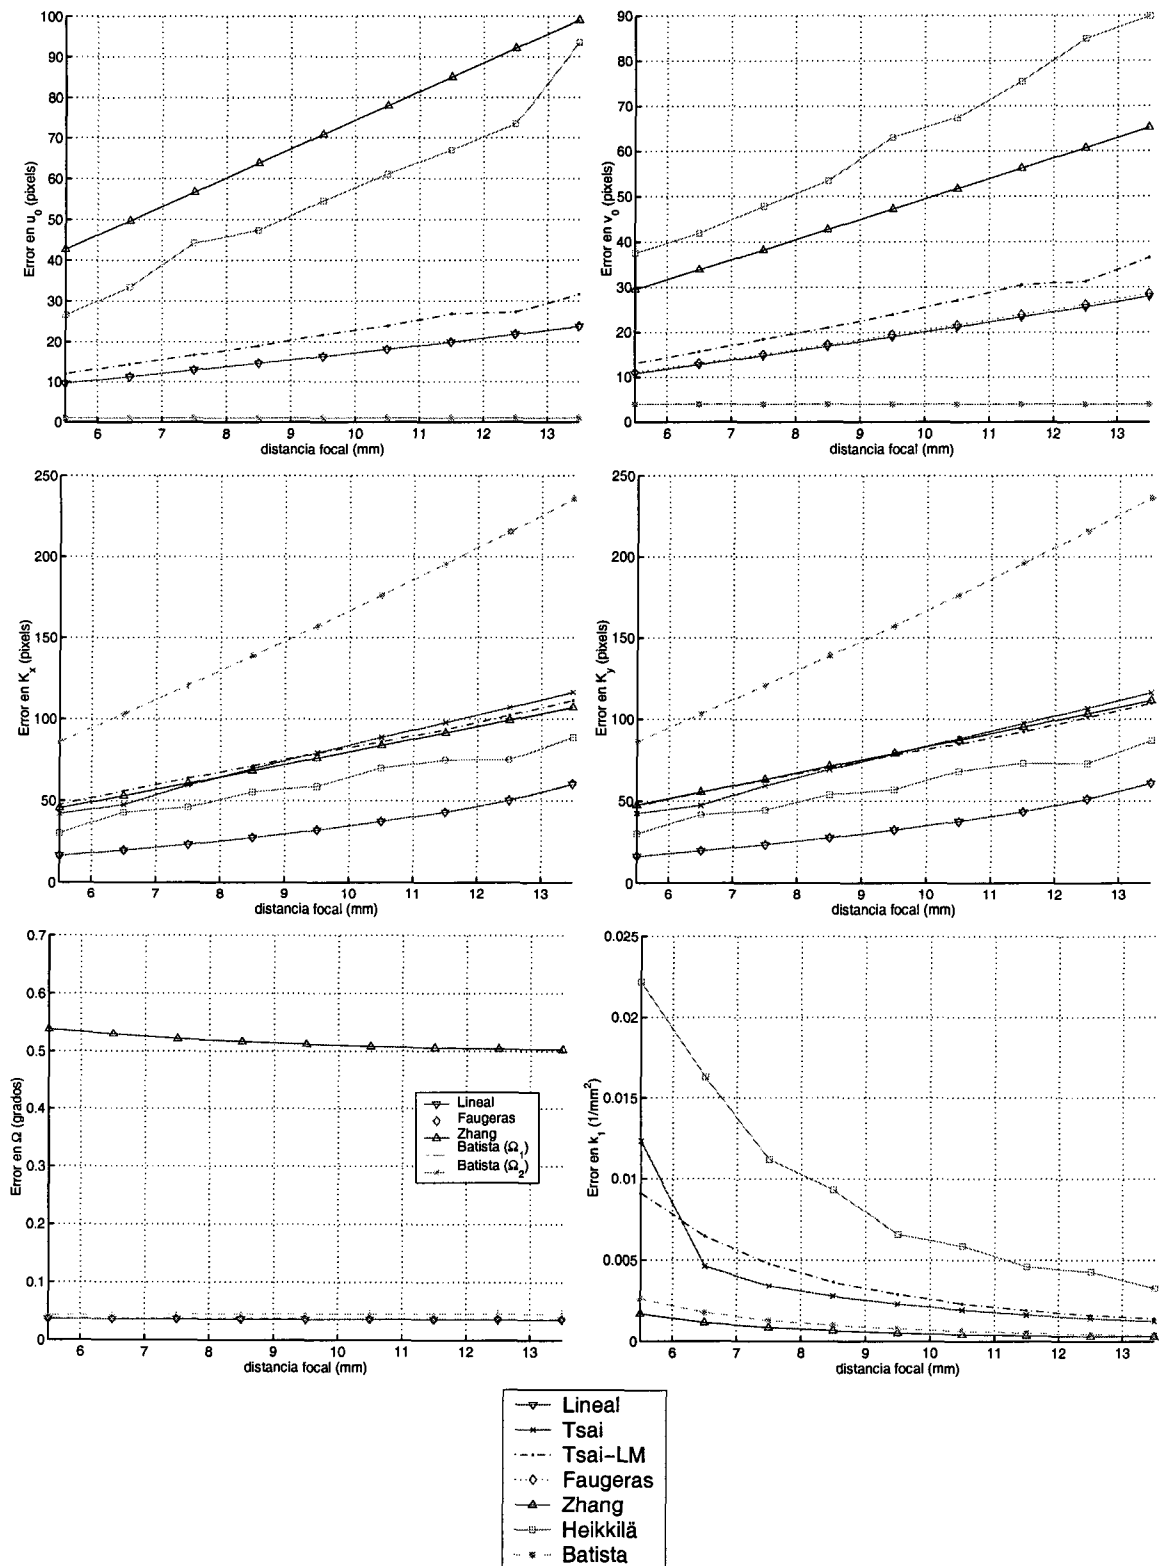 100
90
80
70
60
50
40
30
20
10
0
Error en u₀ (pixels)
6 7 8 9 10 11 12 13
distancia focal (mm)
90
80
70
60
50
40
30
20
10
0
Error en v₀ (pixels)
6 7 8 9 10 11 12 13
distancia focal (mm)
250
200
150
100
50
0
Error en Kₓ (pixels)
6 7 8 9 10 11 12 13
distancia focal (mm)
250
200
150
100
50
0
Error en K_y (pixels)
6 7 8 9 10 11 12 13
distancia focal (mm)
0.7
0.6
0.5
0.4
0.3
0.2
0.1
0
Error en Ω (grados)
6 7 8 9 10 11 12 13
distancia focal (mm)
Lineal
Faugeras
Zhang
Batista (Ω₁)
Batista (Ω₂)
0.025
0.02
0.015
0.01
0.005
0
Error en k₁ (1/mm²)
6 7 8 9 10 11 12 13
distancia focal (mm)
Lineal
Tsai
Tsai-LM
Faugeras
Zhang
Heikkilä
Batista